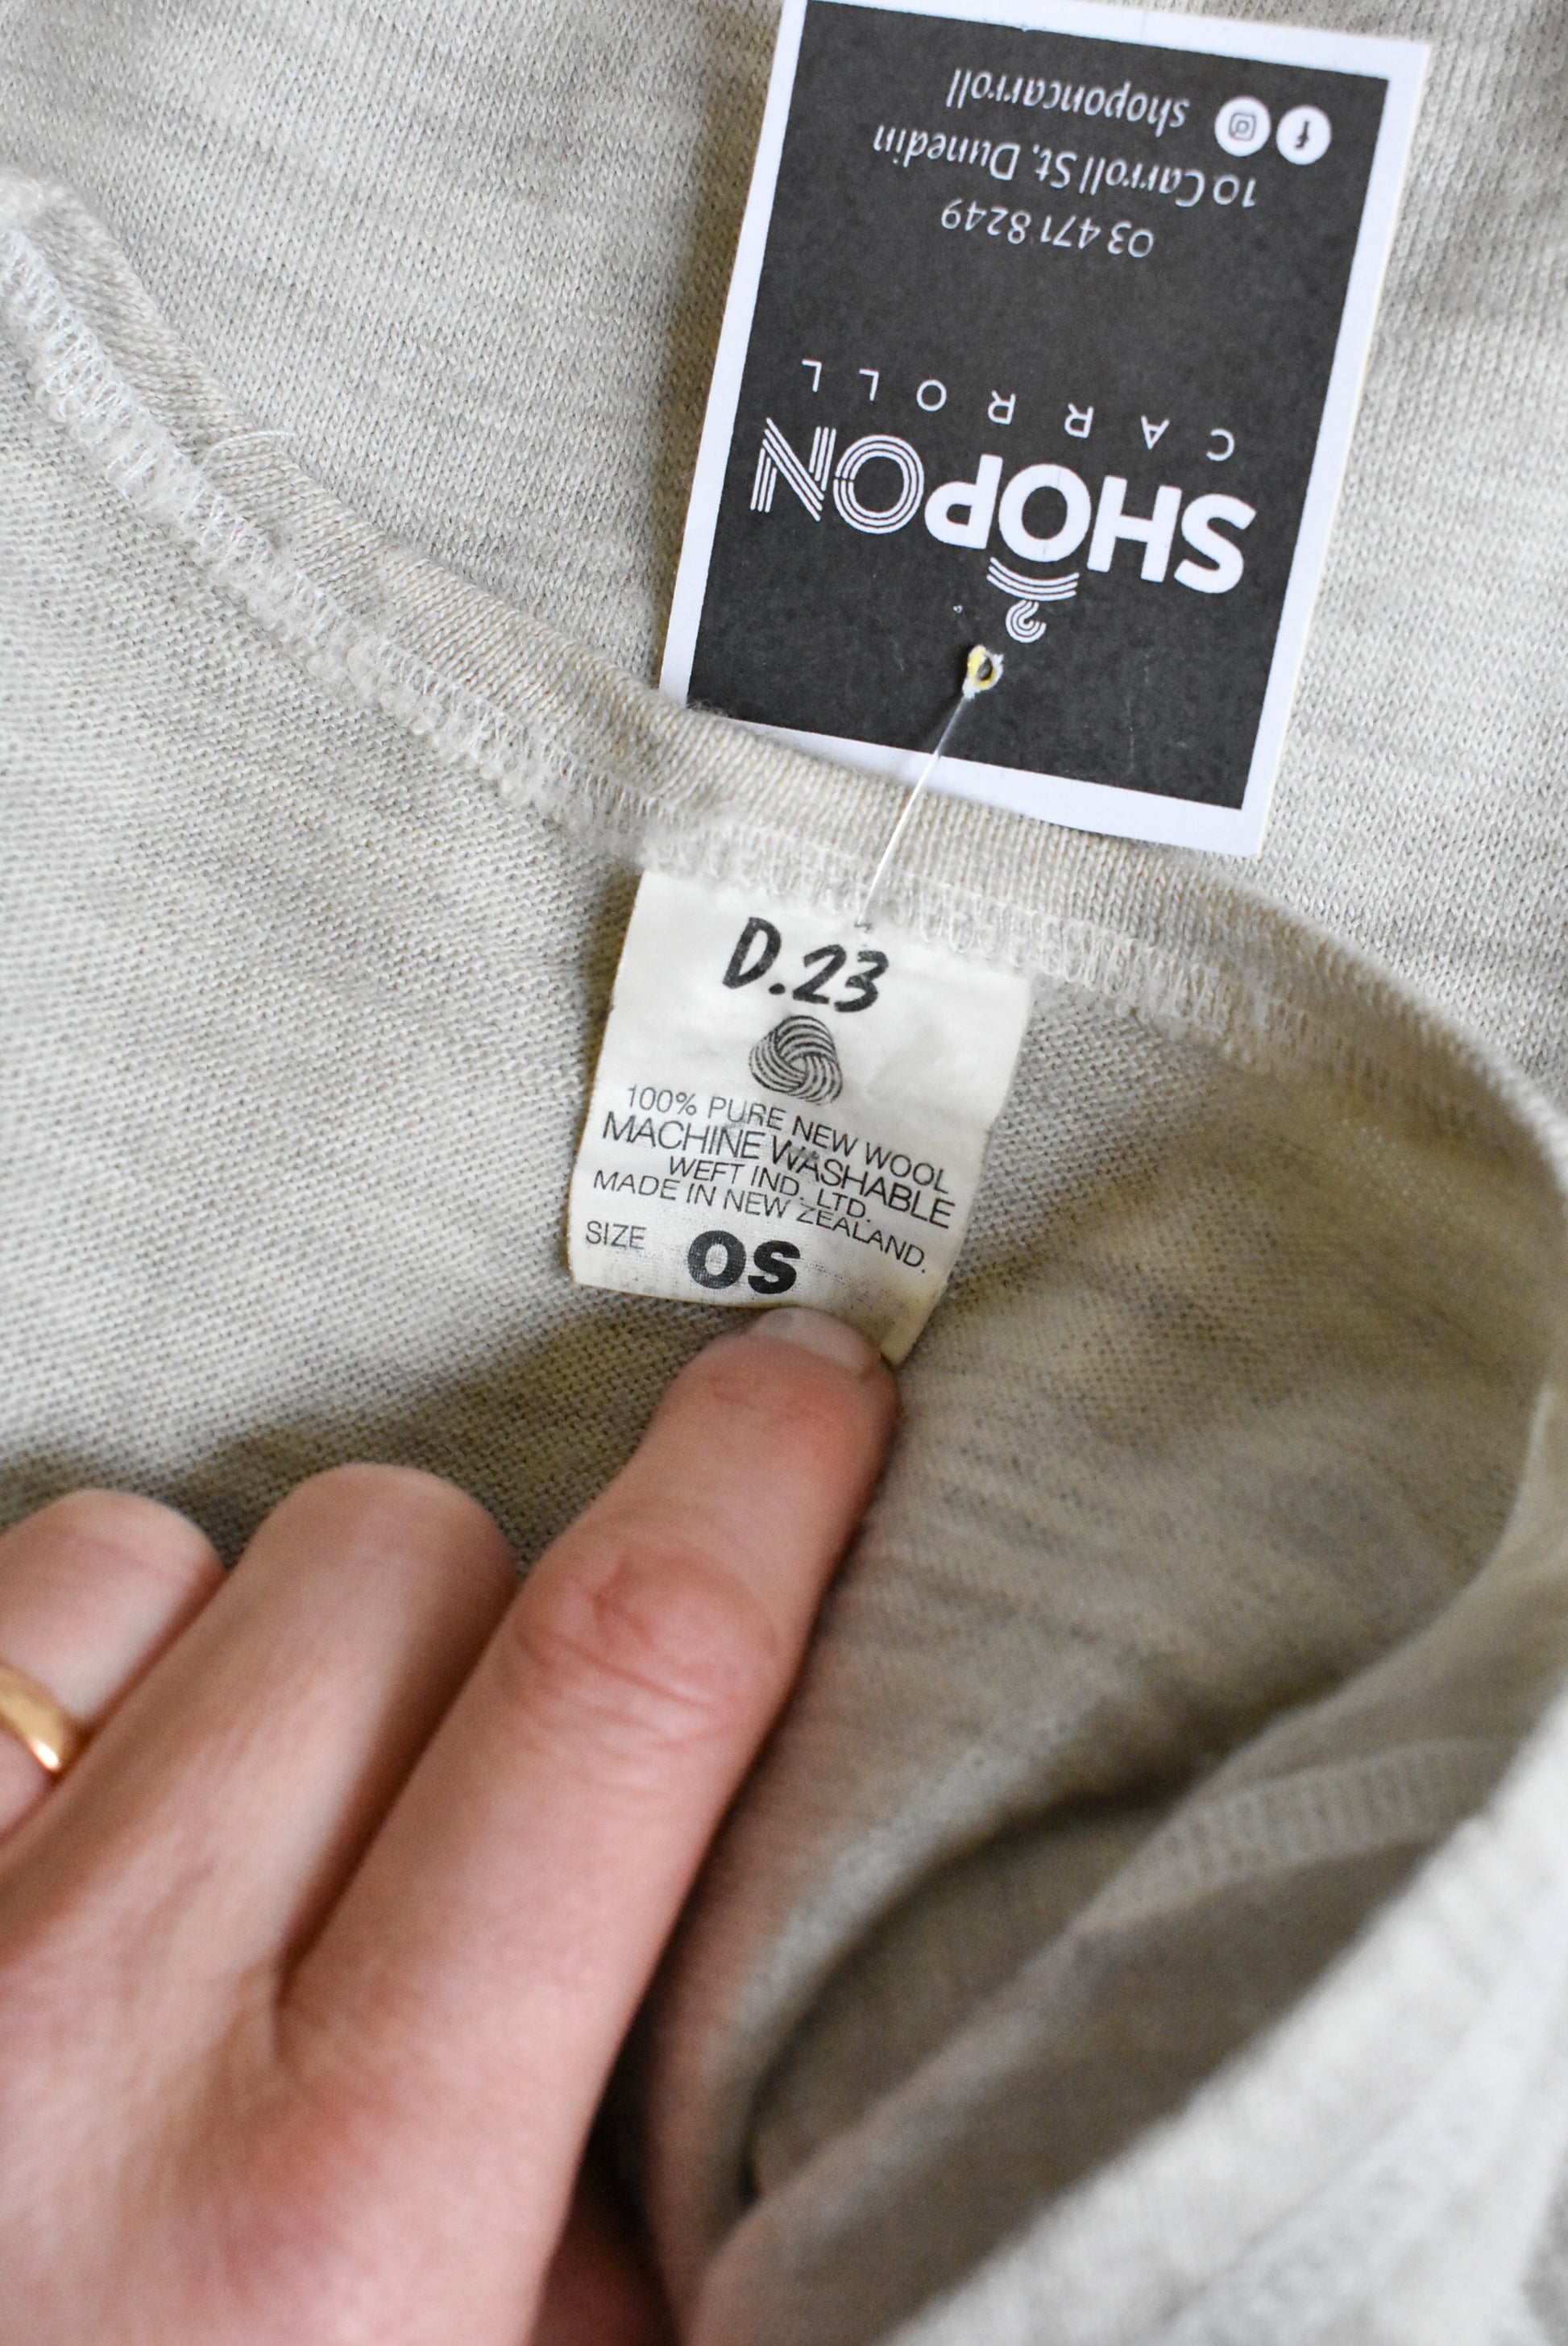 SHOPON
CARROLL
03 471 8249
10 Carroll St. Dunedin
shoponcarroll
D.23
100% PURE NEW WOOL
MACHINE WASHABLE
WEFT IND. LTD.
MADE IN NEW ZEALAND.
SIZE OS